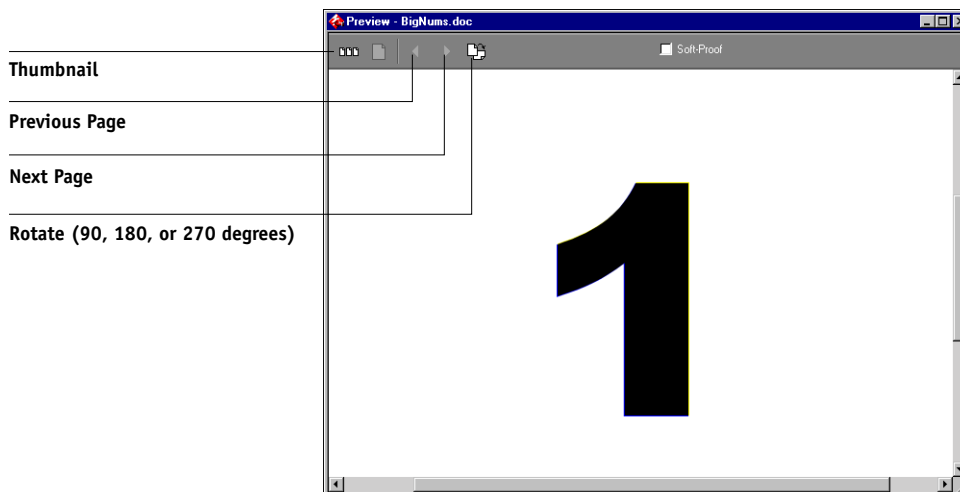 Preview - BigNums.doc
Soft-Proof
Thumbnail
Previous Page
Next Page
Rotate (90, 180, or 270 degrees)
1